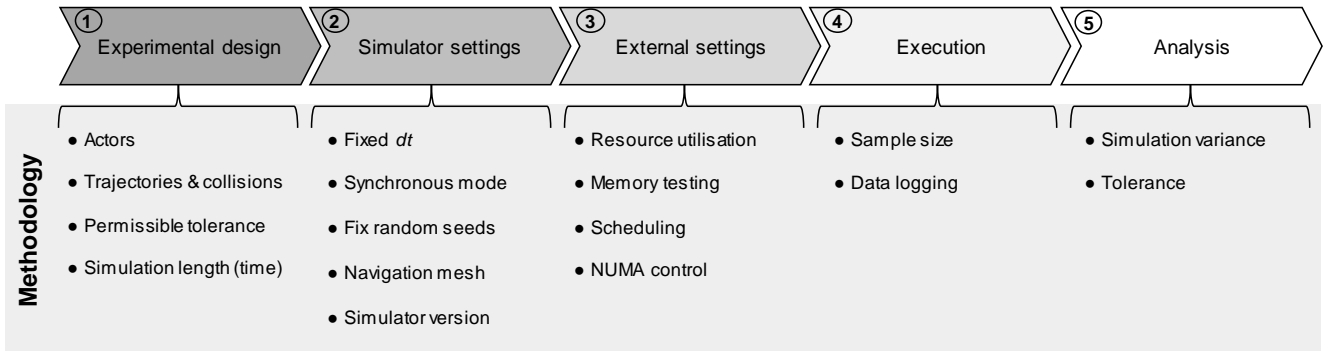 1
Experimental design
2
Simulator settings
3
External settings
4
Execution
5
Analysis
Methodology
● Actors
● Trajectories & collisions
● Permissible tolerance
● Simulation length (time)
● Fixed dt
● Synchronous mode
● Fix random seeds
● Navigation mesh
● Simulator version
● Resource utilisation
● Memory testing
● Scheduling
● NUMA control
● Sample size
● Data logging
● Simulation variance
● Tolerance